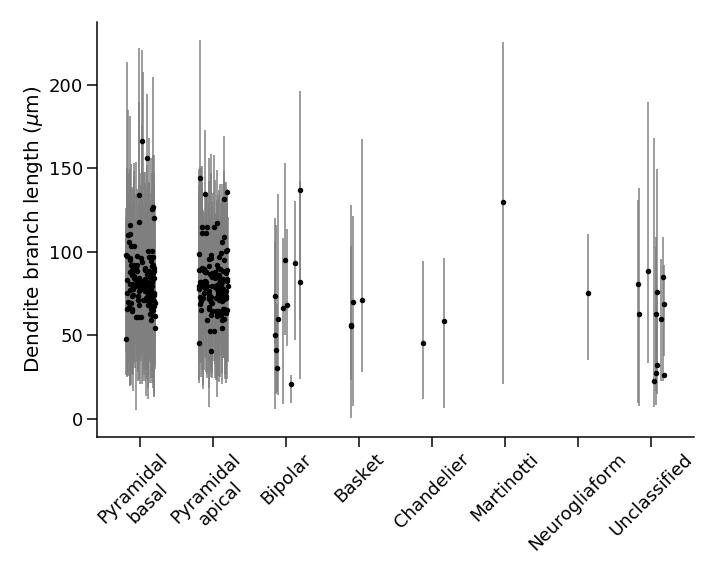 Dendrite branch length (μm)
200
150
100
50
0
Pyramidal
basal
Pyramidal
apical
Bipolar
Basket
Chandelier
Martinotti
Neurogliaform
Unclassified